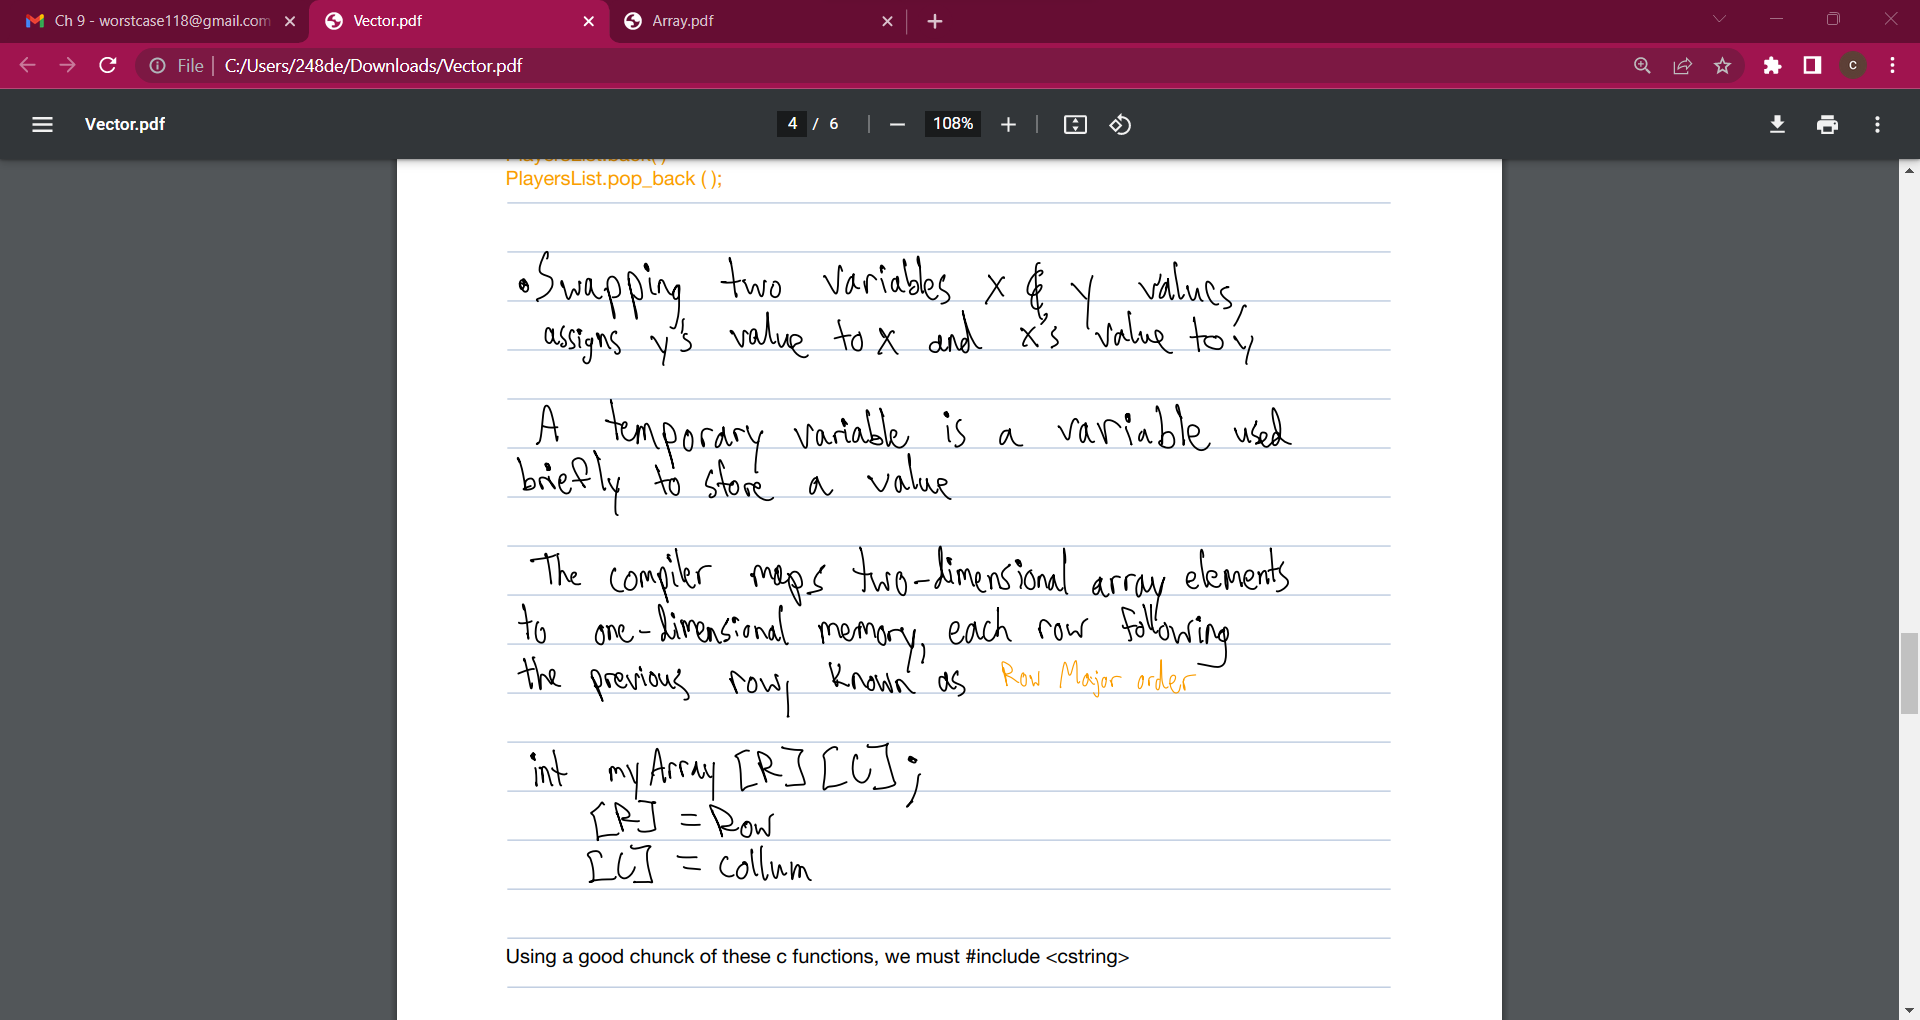 Ch 9 - worstcase118@gmail.com
Vector.pdf
Array.pdf
File | C:/Users/248de/Downloads/Vector.pdf
c
Vector.pdf
4 / 6
108%
PlayersList.back( )
PlayersList.pop_back ( );
• Swapping two variables x & y values,
assigns y's value to x and x's value to y
A temporary variable is a variable used
briefly to store a value
The compiler maps two-dimensional array elements
to one-dimensional memory, each row following
the previous row, known as Row Major order
int myArray [R] [C];
[R] = Row
[C] = collum
Using a good chunck of these c functions, we must #include <cstring>